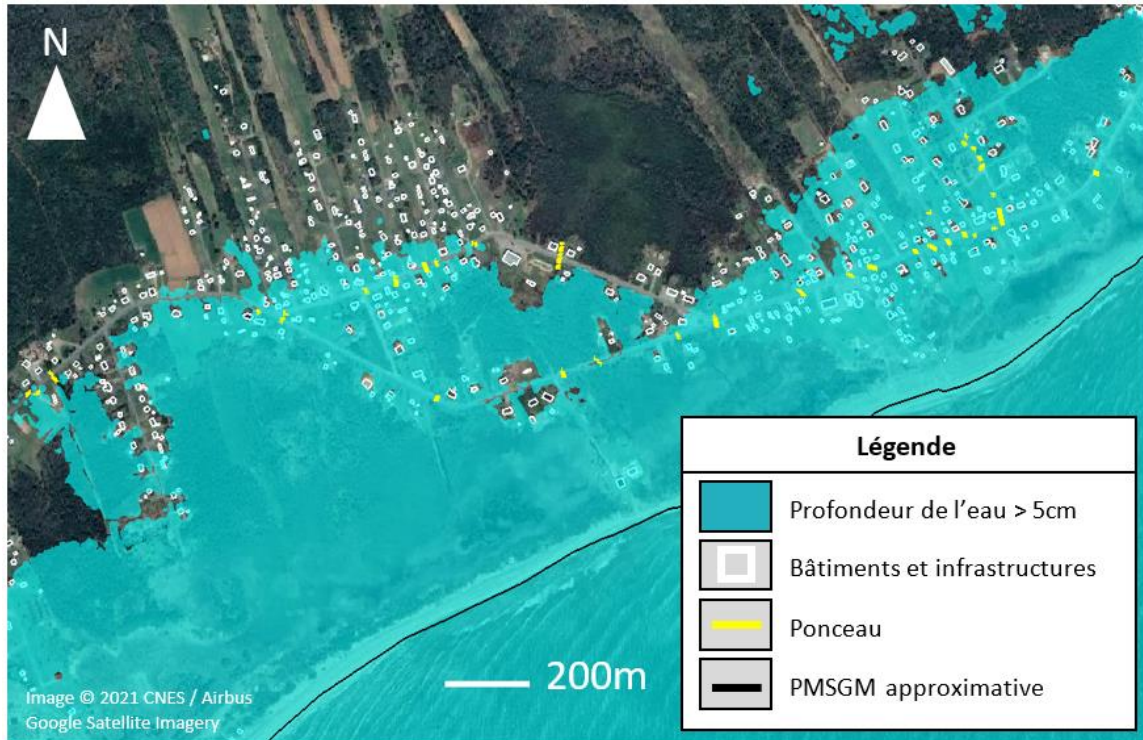 N
Légende
Profondeur de l’eau > 5cm
Bâtiments et infrastructures
Ponceau
PMSGM approximative
200m
Image © 2021 CNES / Airbus
Google Satellite Imagery